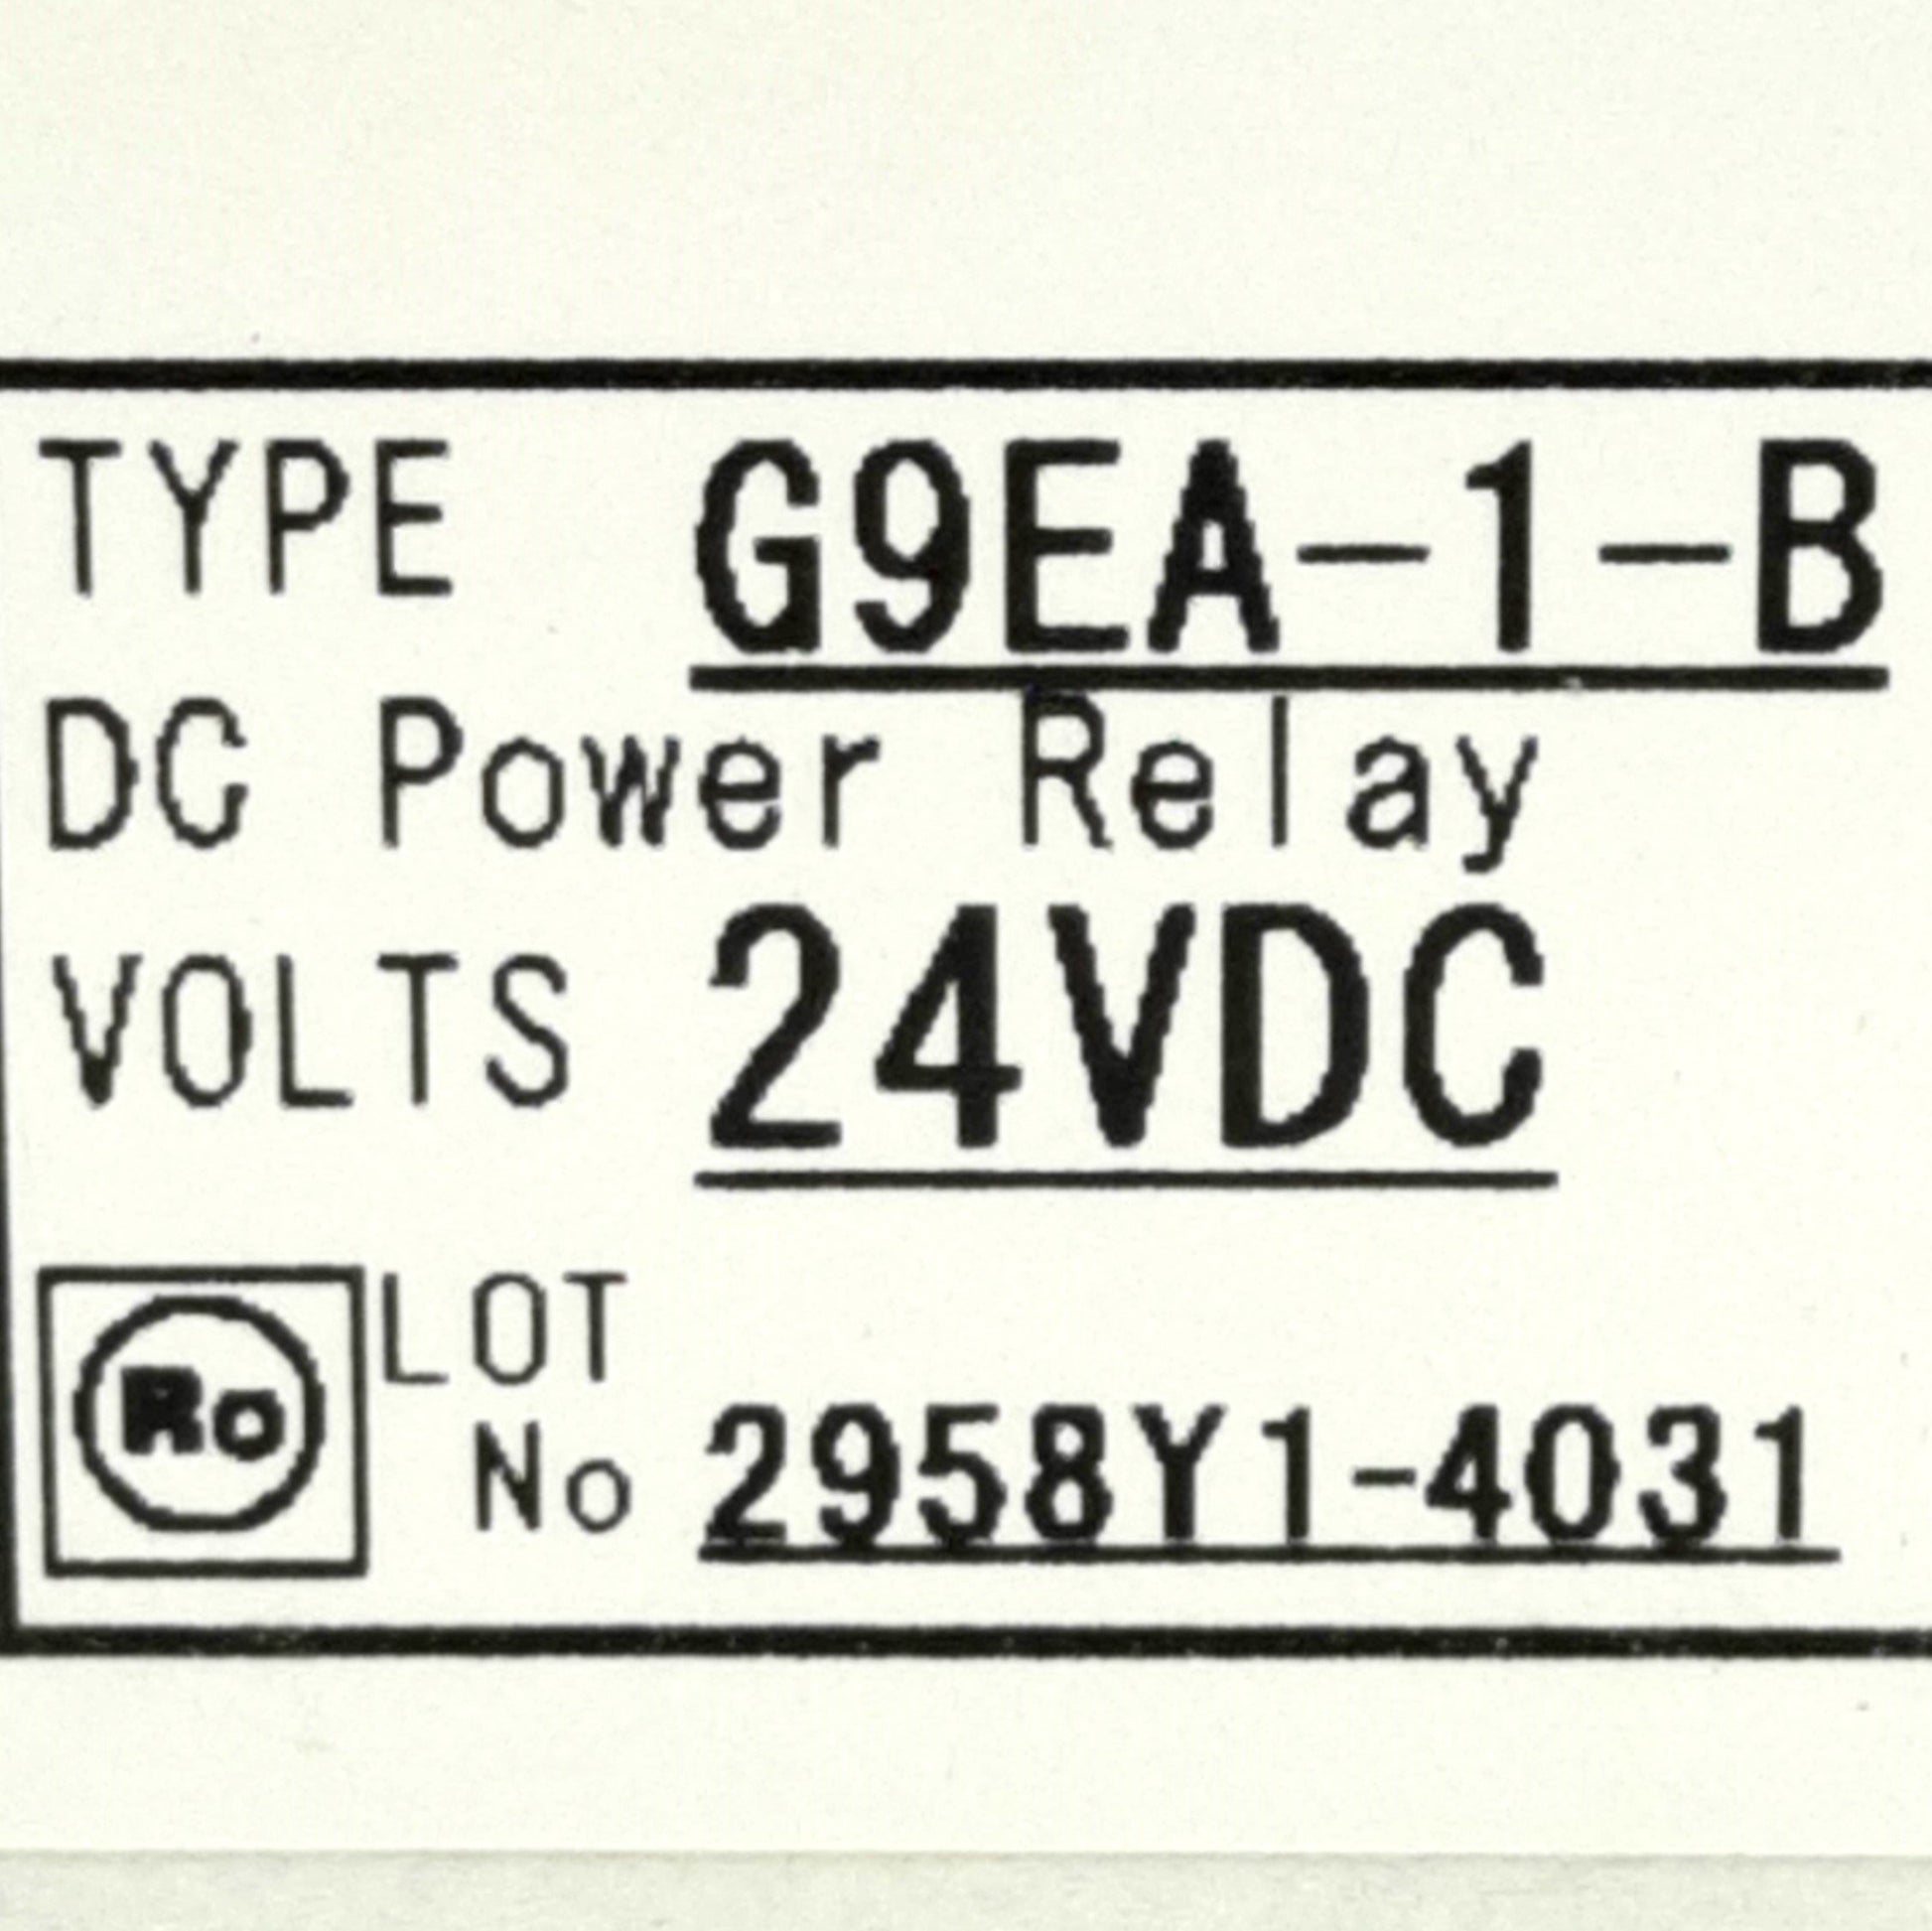 TYPE G9EA-1-B
DC Power Relay
VOLTS 24VDC
Ro LOT
No 2958Y1-4031